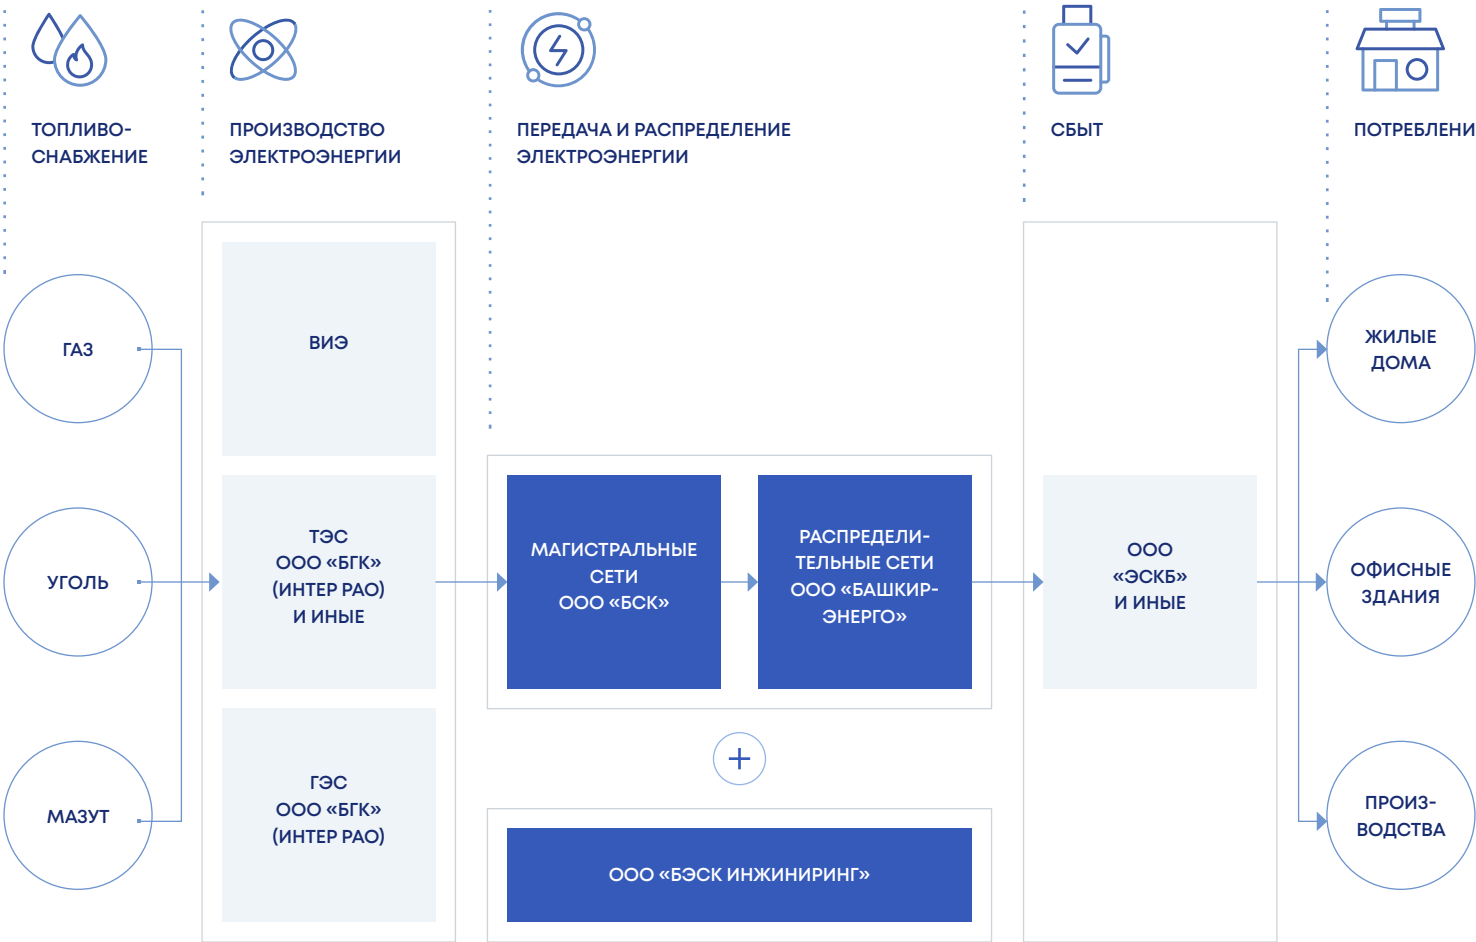 ТОПЛИВО-
СНАБЖЕНИЕ
ПРОИЗВОДСТВО
ЭЛЕКТРОЭНЕРГИИ
ПЕРЕДАЧА И РАСПРЕДЕЛЕНИЕ
ЭЛЕКТРОЭНЕРГИИ
СБЫТ
ПОТРЕБЛЕНИ
ГАЗ
УГОЛЬ
МАЗУТ
ВИЭ
ТЭС
ООО «БГК»
(ИНТЕР РАО)
И ИНЫЕ
ГЭС
ООО «БГК»
(ИНТЕР РАО)
МАГИСТРАЛЬНЫЕ
СЕТИ
ООО «БСК»
РАСПРЕДЕЛИ-
ТЕЛЬНЫЕ СЕТИ
ООО «БАШКИР-
ЭНЕРГО»
+
ООО «БЭСК ИНЖИНИРИНГ»
ООО
«ЭСКБ»
И ИНЫЕ
ЖИЛЫЕ
ДОМА
ОФИСНЫЕ
ЗДАНИЯ
ПРОИЗ-
ВОДСТВА